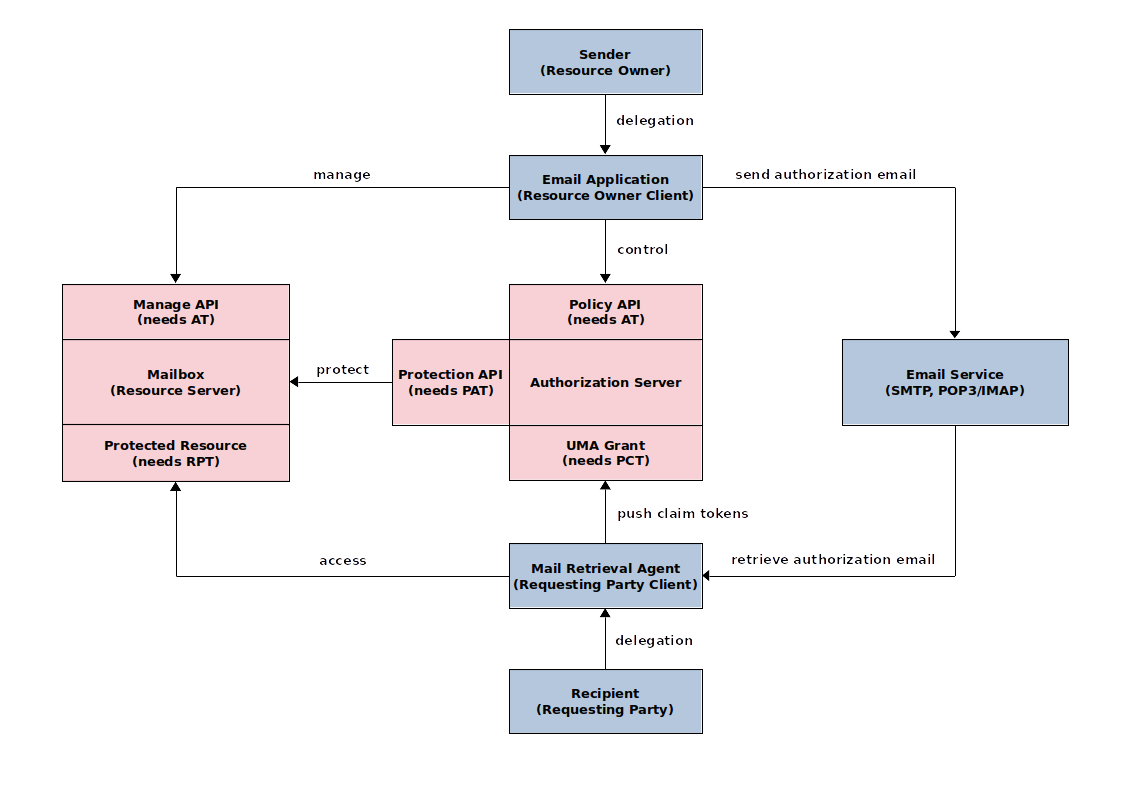 Sender
(Resource Owner)
delegation
manage
Email Application
(Resource Owner Client)
send authorization email
control
Manage API
(needs AT)
Policy API
(needs AT)
Mailbox
(Resource Server)
protect
Protection API
(needs PAT)
Authorization Server
Email Service
(SMTP, POP3/IMAP)
Protected Resource
(needs RPT)
UMA Grant
(needs PCT)
push claim tokens
access
Mail Retrieval Agent
(Requesting Party Client)
retrieve authorization email
delegation
Recipient
(Requesting Party)